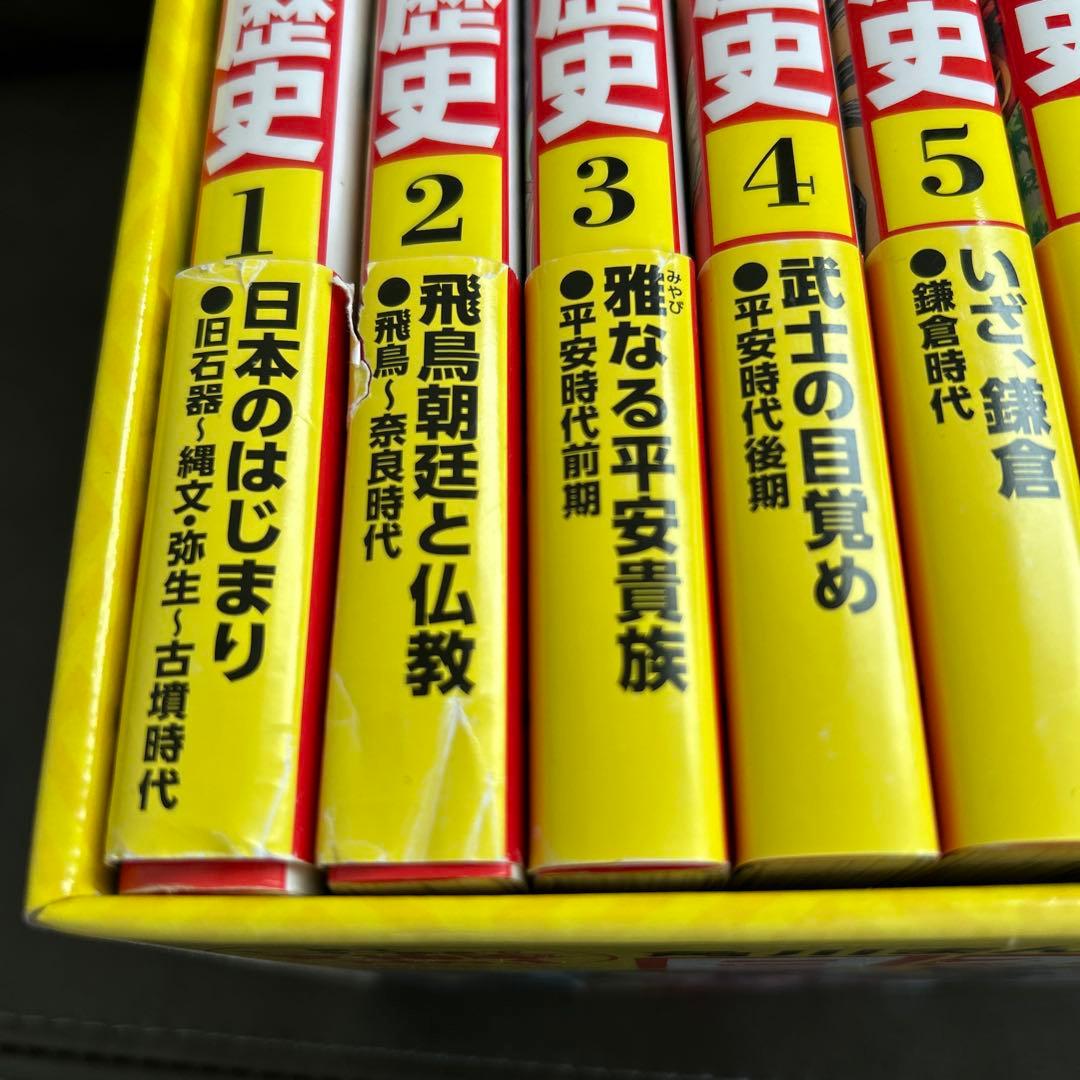 歴史
1
日本のはじまり
●旧石器～縄文・弥生～古墳時代
歴史
2
飛鳥朝廷と仏教
●飛鳥～奈良時代
歴史
3
雅なる平安貴族
みやび
●平安時代前期
歴史
4
武士の目覚め
●平安時代後期
歴史
5
いざ、鎌倉
●鎌倉時代
史